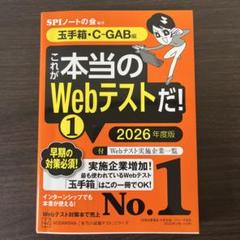 SPIノートの会 編著
玉手箱・C-GAB編
これが
本当の
Webテストだ!
1
2026年度版
付 Webテスト実施企業一覧
早期の
対策必須!
実施企業増加!
最も使われているWebテスト
「玉手箱」はこの一冊でOK!
インターンシップでも
本書が使える!
Webテスト対策本で売上
No.1
KODANSHA